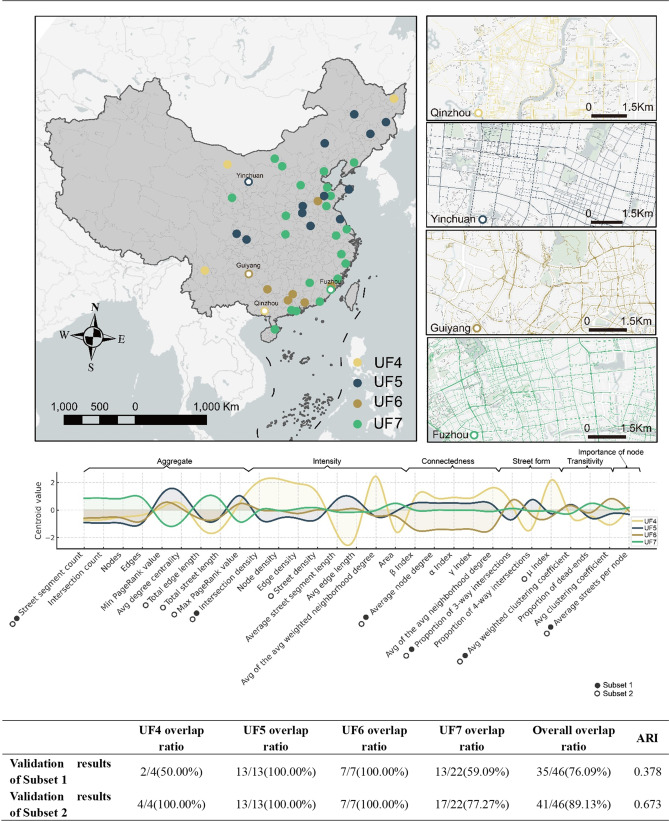 Qinzhou
0 1.5Km
Yinchuan
Yinchuan
0 1.5Km
Guiyang
Fuzhou
Qinzhou
Guiyang
0 1.5Km
N
W E
S
UF4
UF5
UF6
UF7
1,000 500 0 1,000 Km
Fuzhou
0 1.5Km
Importance of node
Aggregate
Intensity
Connectedness
Street form
Transitivity
Centroid value
2
0
−2
UF4
UF5
UF6
UF7
Street segment count
Intersection count
Nodes
Edges
Min PageRank value
Avg degree centrality
Total edge length
Total street length
Max PageRank value
Intersection density
Node density
Edge density
Street density
Average street segment length
Avg edge length
Avg of the avg weighted neighborhood degree
Area
β Index
Average node degree
α Index
γ Index
Avg of the avg neighborhood degree
Proportion of 3-way intersections
Proportion of 4-way intersections
Avg weighted clustering coefficient
Proportion of dead-ends
Avg clustering coefficient
Average streets per node
Subset 1
Subset 2
UF4 overlap ratio
UF5 overlap ratio
UF6 overlap ratio
UF7 overlap ratio
Overall overlap ratio
ARI
Validation results of Subset 1
2/4(50.00%) 13/13(100.00%) 7/7(100.00%) 13/22(59.09%) 35/46(76.09%) 0.378
Validation results of Subset 2
4/4(100.00%) 13/13(100.00%) 7/7(100.00%) 17/22(77.27%) 41/46(89.13%) 0.673